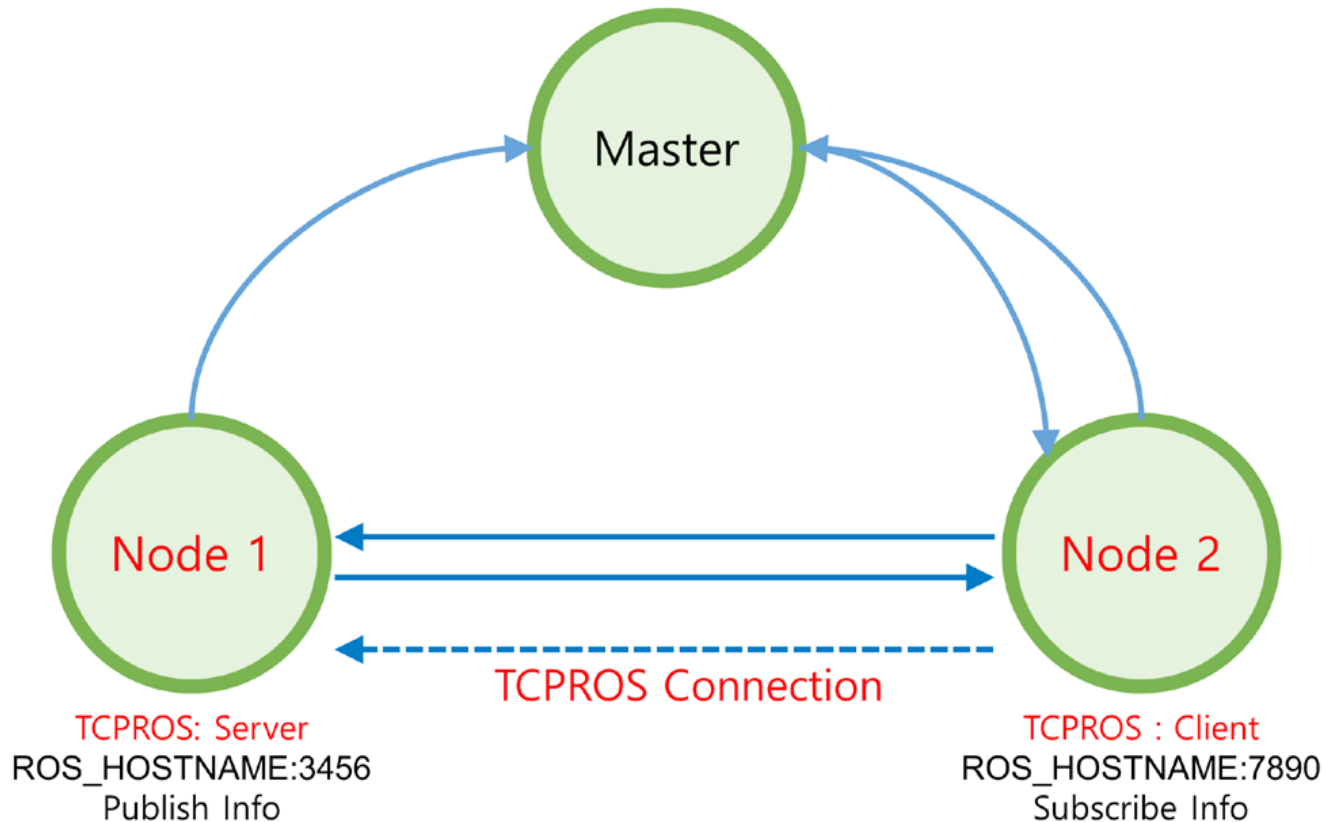 Master
Node 1
Node 2
TCPROS Connection
TCPROS: Server
ROS_HOSTNAME:3456
Publish Info
TCPROS : Client
ROS_HOSTNAME:7890
Subscribe Info